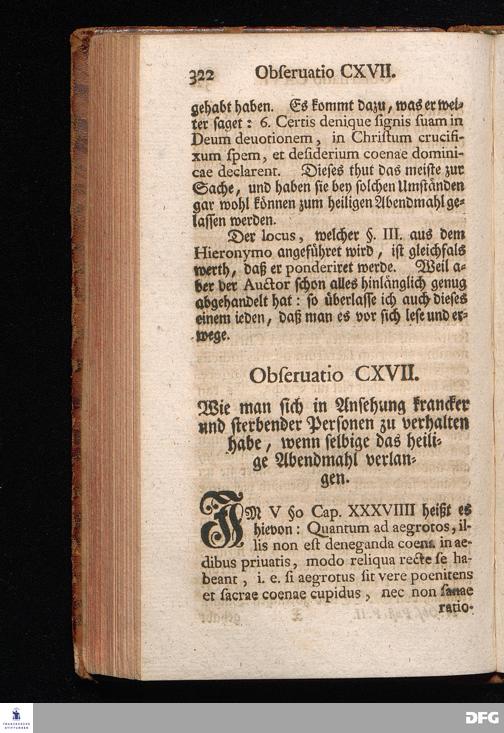 322 Obſeruatio CXVII.
gehabt haben. Es kommt dazu, was er wei-
ter ſaget: 6. Certis denique ſignis ſuam in
Deum deuotionem, in Chriſtum crucifi-
xum ſpem, et deſiderium coenae domini-
cae declarent. Dieſes thut das meiſte zur
Sache, und haben ſie bey ſolchen Umſtänden
gar wohl können zum heiligen Abendmahl ge-
laſſen werden.
Der locus, welcher §. III. aus dem
Hieronymo angeführet wird, iſt gleichfals
werth, daß er ponderiret werde. Weil a-
ber der Auctor ſchon alles hinlänglich genug
abgehandelt hat: ſo überlaſſe ich auch dieſes
einem ieden, daß man es vor ſich leſe und er-
wege.
Obſeruatio CXVII.
Wie man ſich in Anſehung krancker
und ſterbender Perſonen zu verhalten
habe, wenn ſelbige das heili-
ge Abendmahl verlan-
gen.
IM V §o Cap. XXXVIIII heißt es
hievon: Quantum ad aegrotos, il-
lis non eſt deneganda coena in ae-
dibus priuatis, modo reliqua recte ſe ha-
beant, i. e. ſi aegrotus ſit vere poenitens
et ſacrae coenae cupidus, nec non ſanae
ratio-
FRANCKESCHE
STIFTUNGEN
DFG